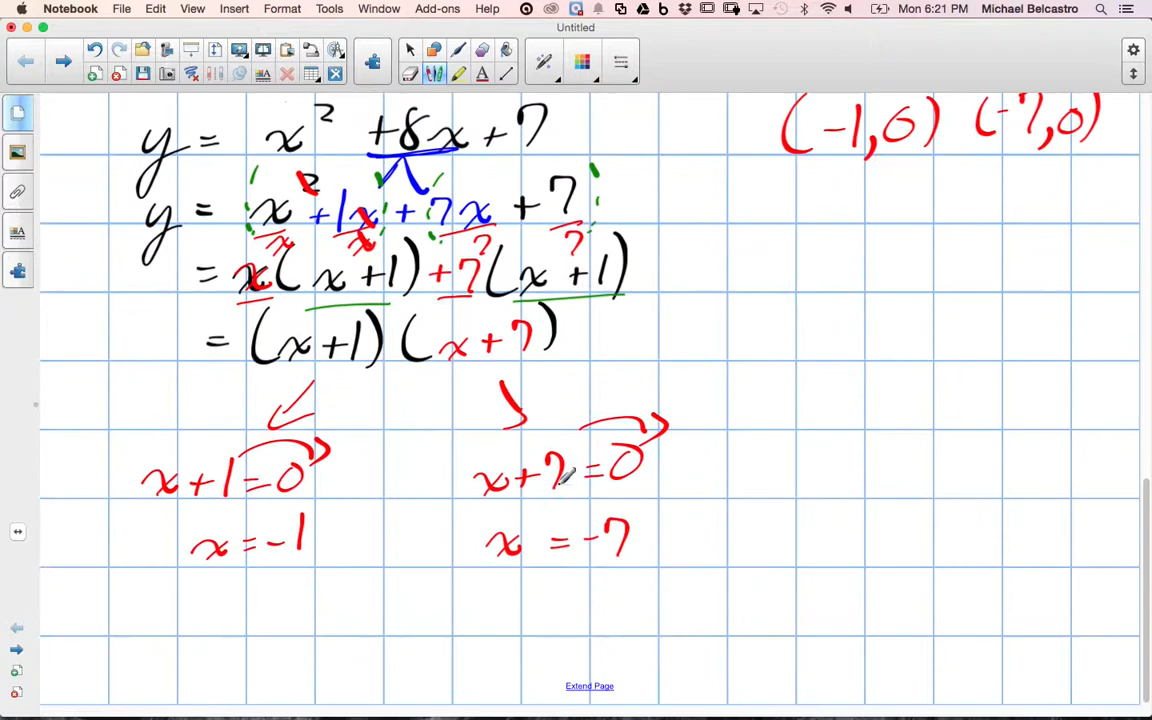 Notebook File Edit View Insert Format Tools Window Add-ons Help Mon 6:21 PM Michael Belcastro
Untitled
y = x² +8x +7
(-1,0) (-7,0)
y = x² + 1x + 7x + 7
x x 7 7
= x(x+1) +7(x+1)
= (x+1)(x+7)
x+1=0 x+7=0
x=-1 x=-7
Extend Page